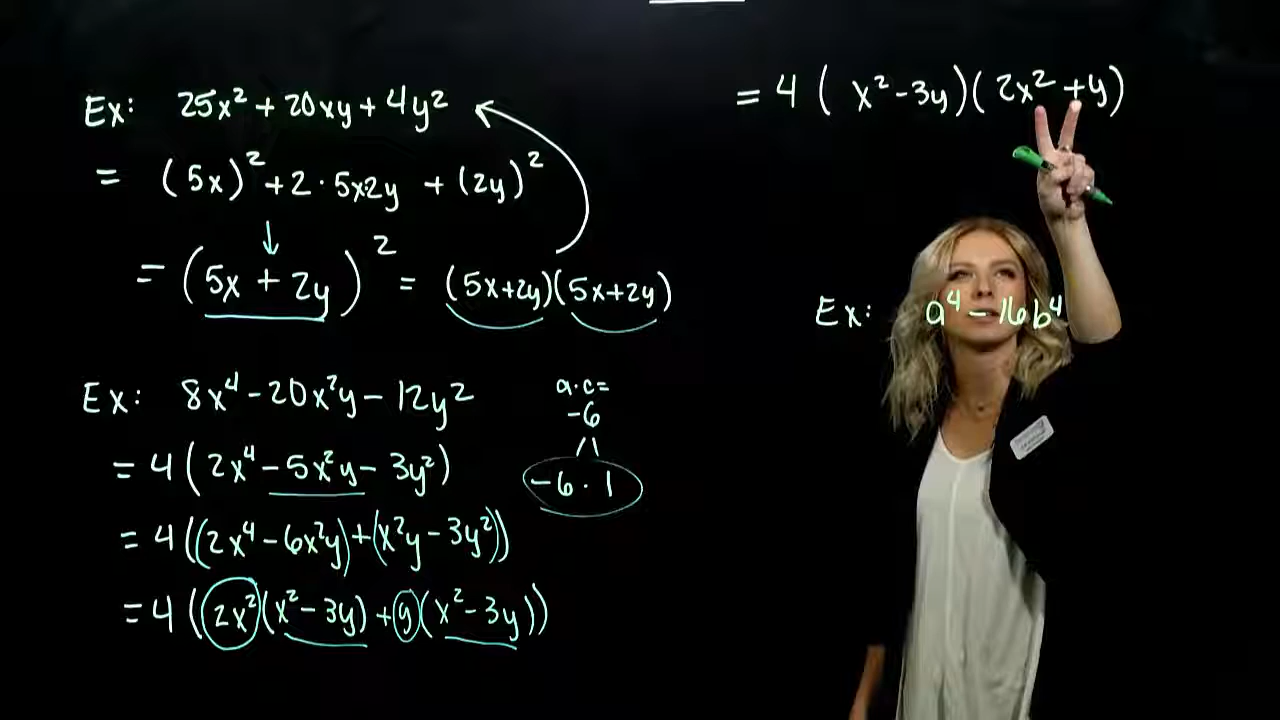 Ex: 25x² + 20xy + 4y²
= (5x)² + 2 · 5x·2y + (2y)²
↓
= (5x + 2y)² = (5x+2y)(5x+2y)
Ex: 8x⁴ - 20x²y - 12y²
= 4(2x⁴ - 5x²y - 3y²)
= 4((2x⁴ - 6x²y) + (x²y - 3y²))
= 4(2x²(x² - 3y) + y(x² - 3y))
a·c=
-6
/\
-6 · 1
= 4(x² - 3y)(2x² + y)
Ex: a⁴ - 16b⁴